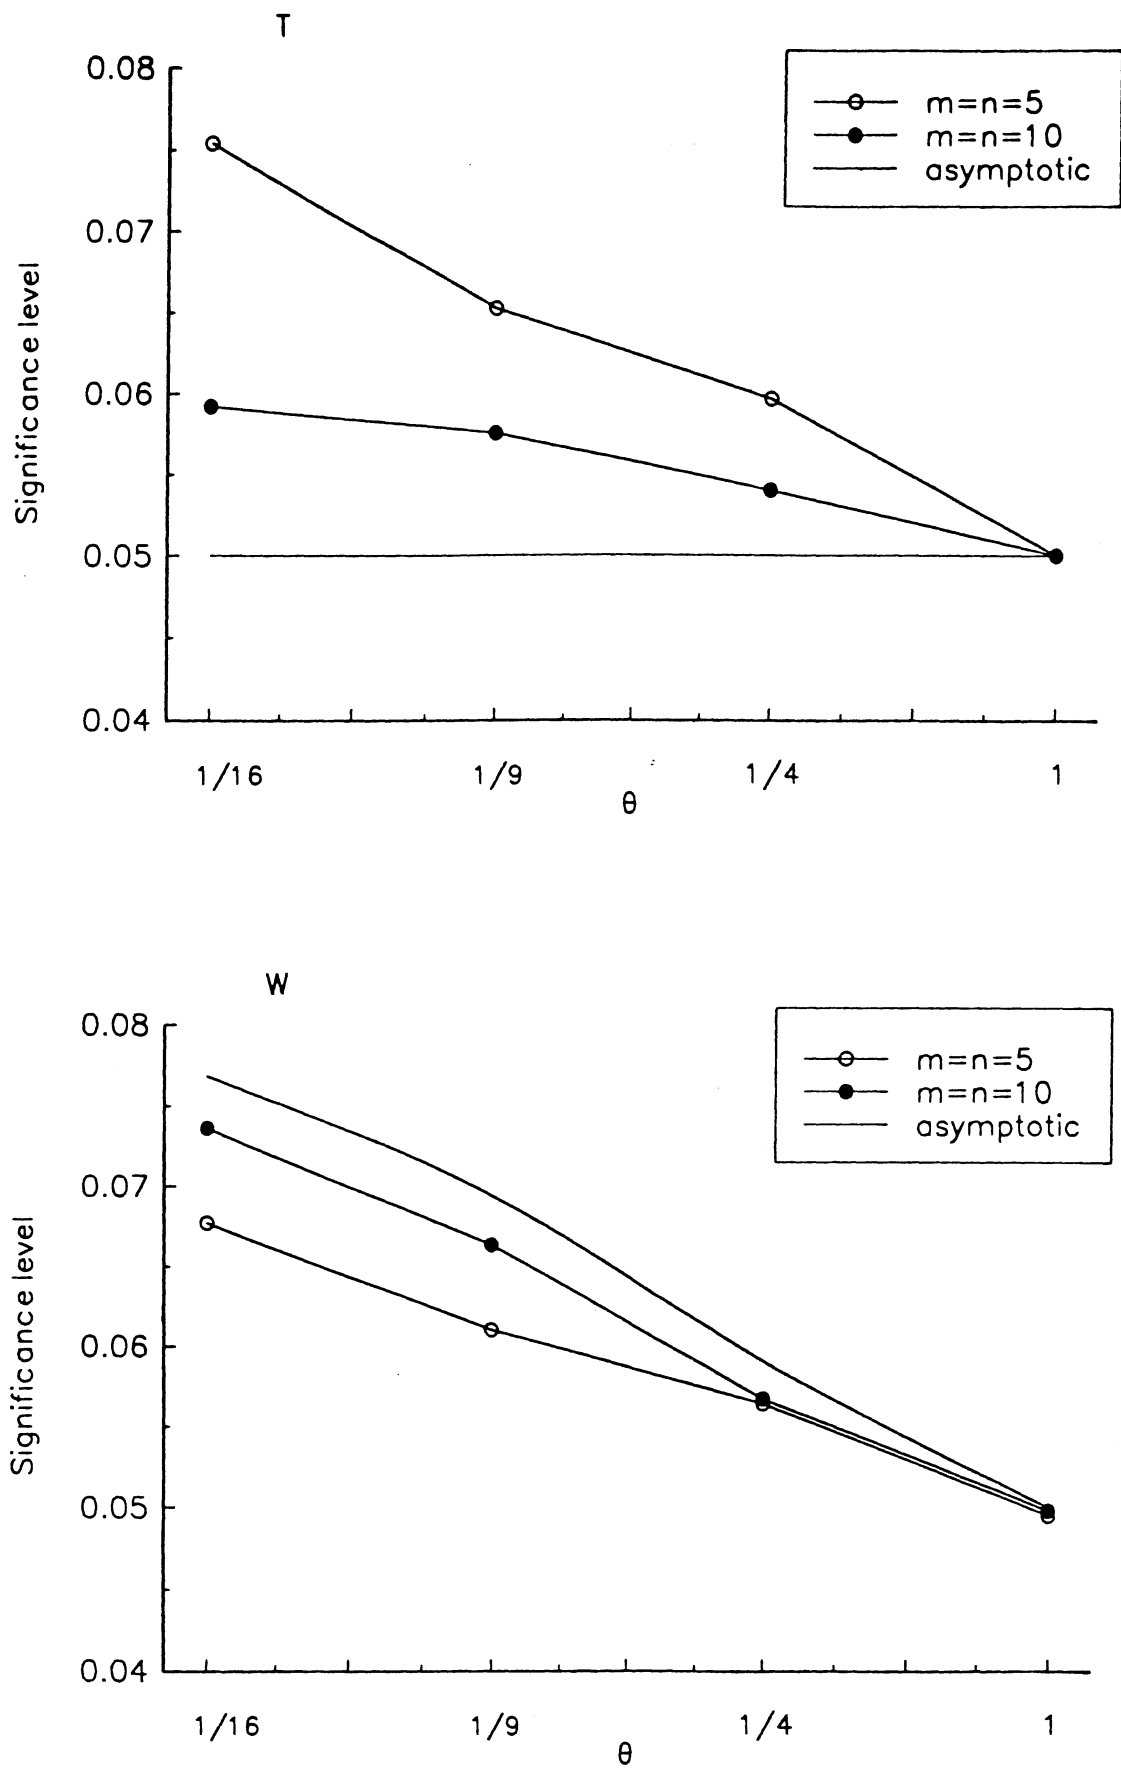 T
0.08
0.07
0.06
0.05
0.04
Significance level
m=n=5
m=n=10
asymptotic
1/16 1/9 1/4 1
θ
W
0.08
0.07
0.06
0.05
0.04
Significance level
m=n=5
m=n=10
asymptotic
1/16 1/9 1/4 1
θ